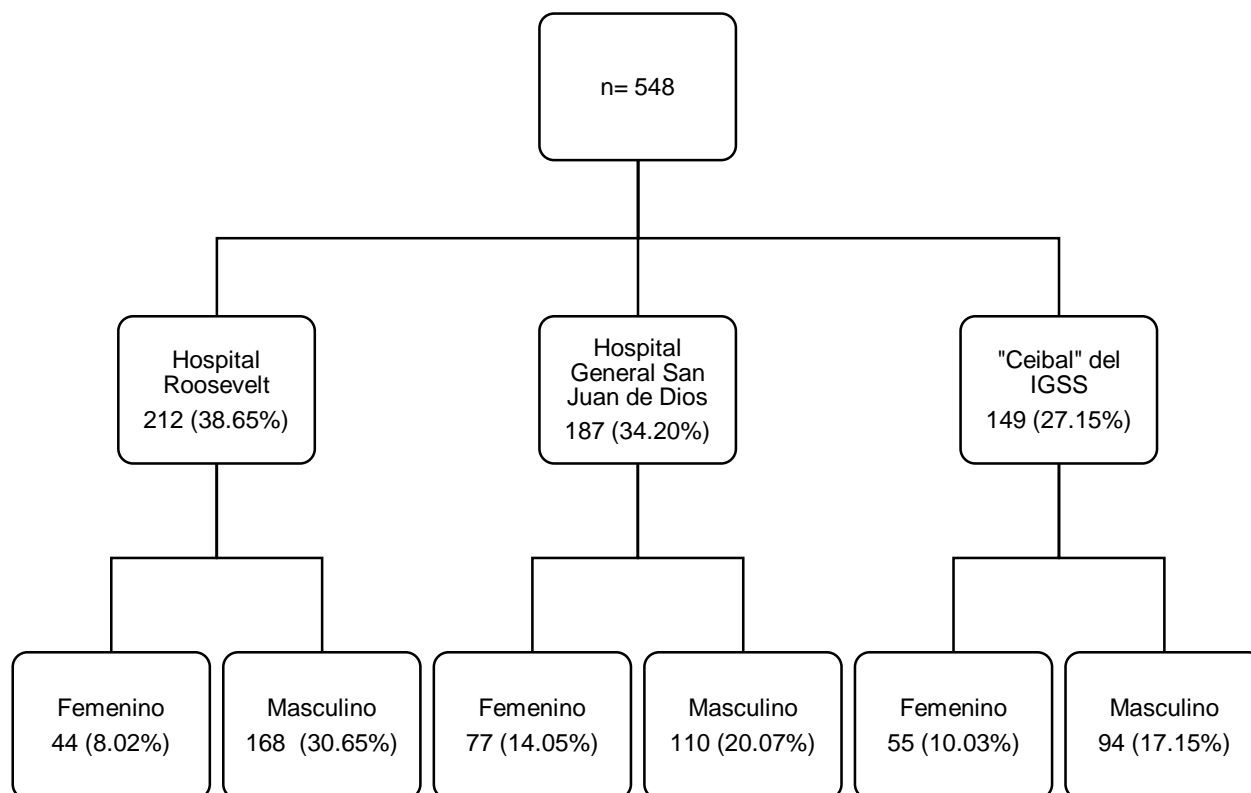 n= 548
Hospital
Roosevelt
212 (38.65%)
Hospital
General San
Juan de Dios
187 (34.20%)
"Ceibal" del
IGSS
149 (27.15%)
Femenino
44 (8.02%)
Masculino
168 (30.65%)
Femenino
77 (14.05%)
Masculino
110 (20.07%)
Femenino
55 (10.03%)
Masculino
94 (17.15%)